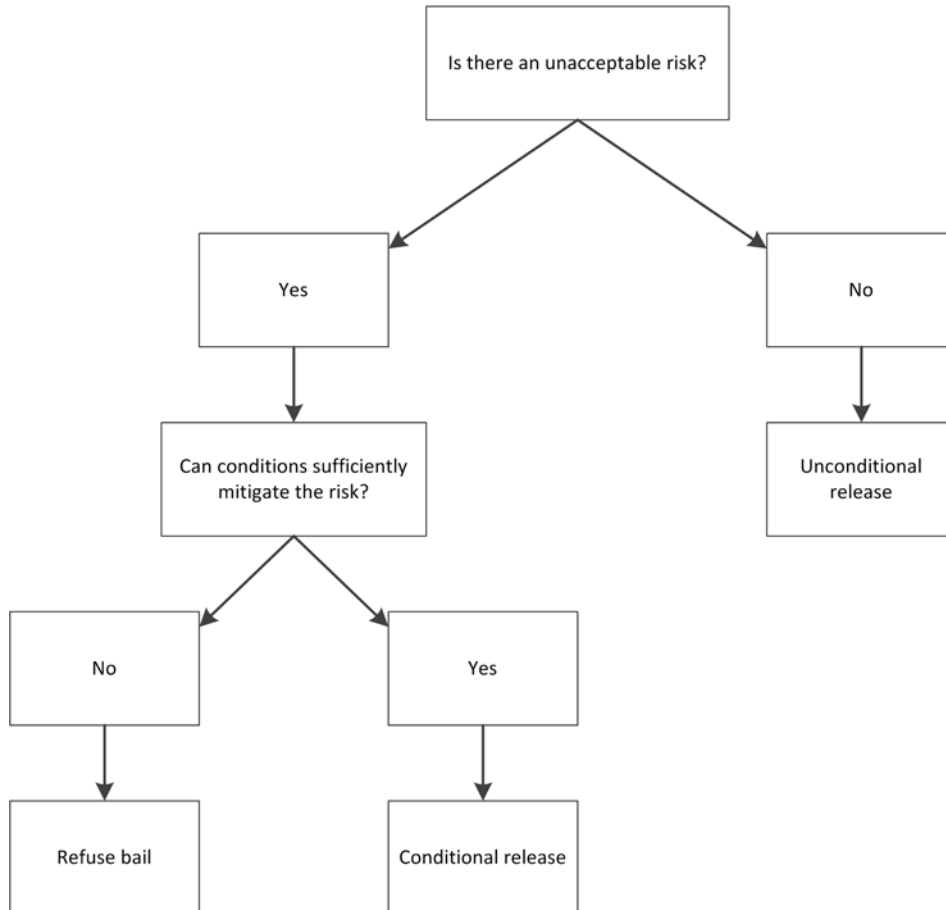 Is there an unacceptable risk?
Yes
No
Can conditions sufficiently
mitigate the risk?
Unconditional
release
No
Yes
Refuse bail
Conditional release